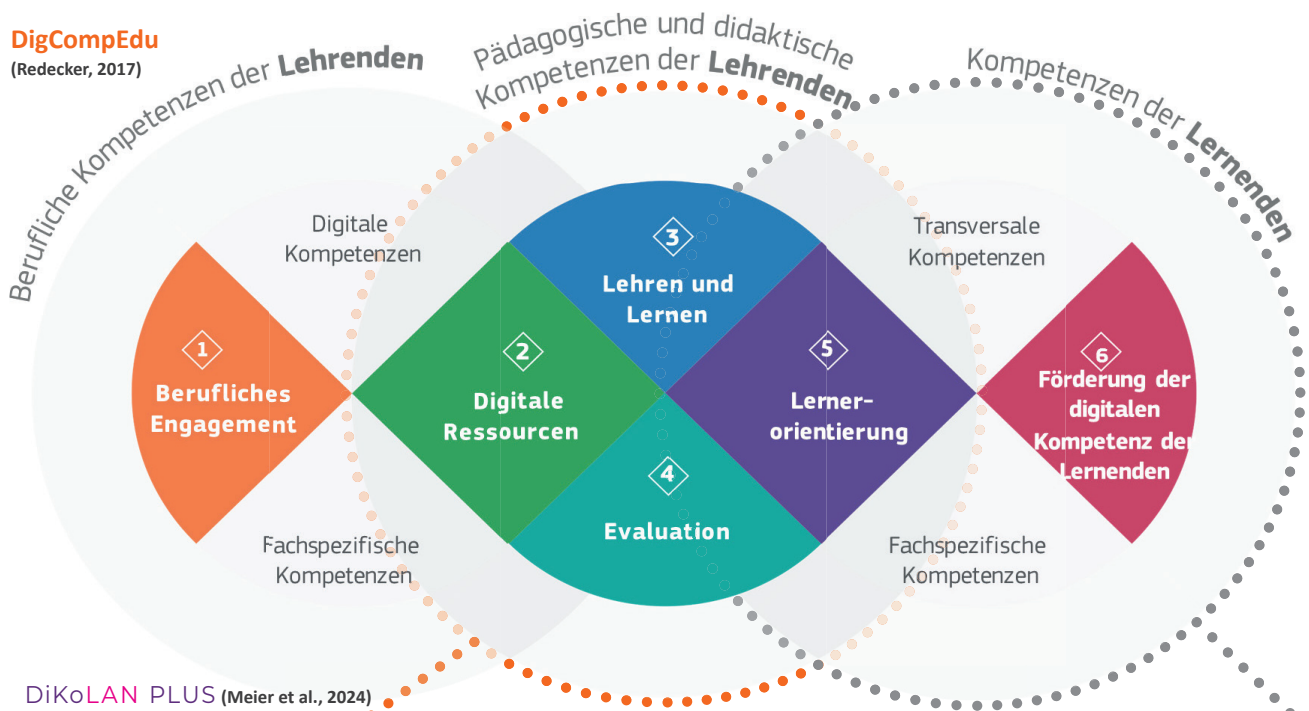 DigCompEdu
(Redecker, 2017)
Berufliche Kompetenzen der Lehrenden
Pädagogische und didaktische
Kompetenzen der Lehrenden
Kompetenzen der Lernenden
Digitale
Kompetenzen
Transversale
Kompetenzen
1
Berufliches
Engagement
2
Digitale
Ressourcen
3
Lehren und
Lernen
4
Evaluation
5
Lerner-
orientierung
6
Förderung der
digitalen
Kompetenz der
Lernenden
Fachspezifische
Kompetenzen
Fachspezifische
Kompetenzen
DiKoLAN PLUS (Meier et al., 2024)